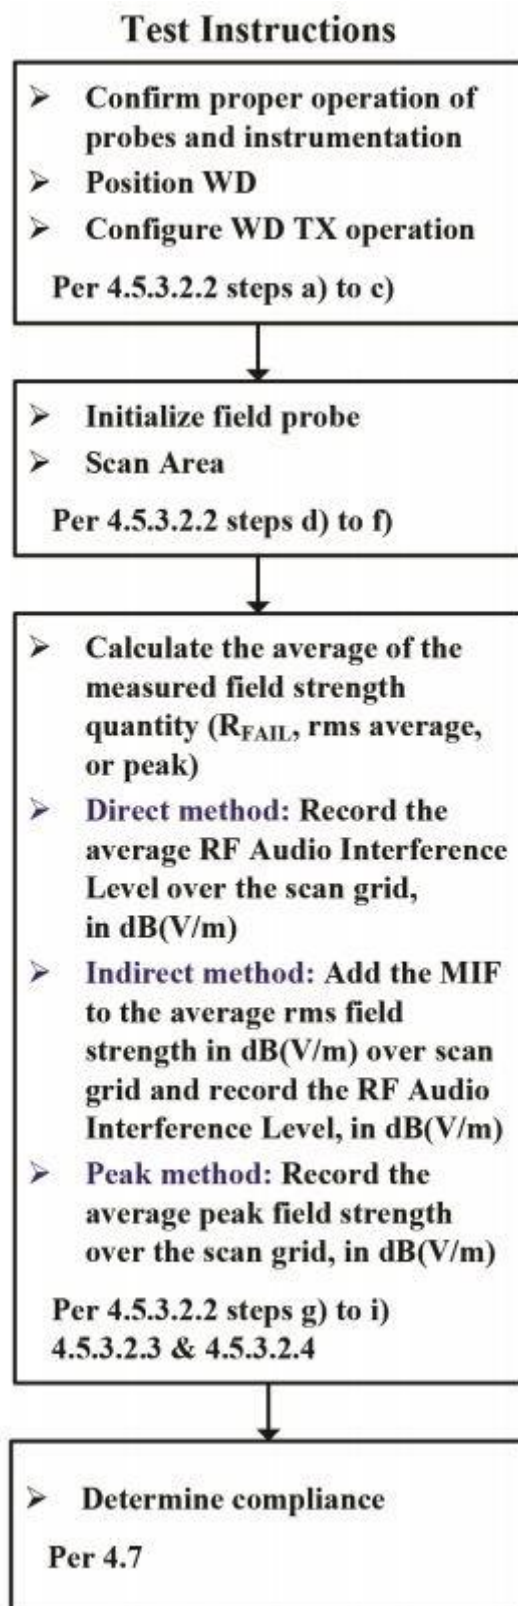 Test Instructions
➢ Confirm proper operation of
probes and instrumentation
➢ Position WD
➢ Configure WD TX operation
Per 4.5.3.2.2 steps a) to c)
➢ Initialize field probe
➢ Scan Area
Per 4.5.3.2.2 steps d) to f)
➢ Calculate the average of the
measured field strength
quantity (RFAIL, rms average,
or peak)
➢ Direct method: Record the
average RF Audio Interference
Level over the scan grid,
in dB(V/m)
➢ Indirect method: Add the MIF
to the average rms field
strength in dB(V/m) over scan
grid and record the RF Audio
Interference Level, in dB(V/m)
➢ Peak method: Record the
average peak field strength
over the scan grid, in dB(V/m)
Per 4.5.3.2.2 steps g) to i)
4.5.3.2.3 & 4.5.3.2.4
➢ Determine compliance
Per 4.7